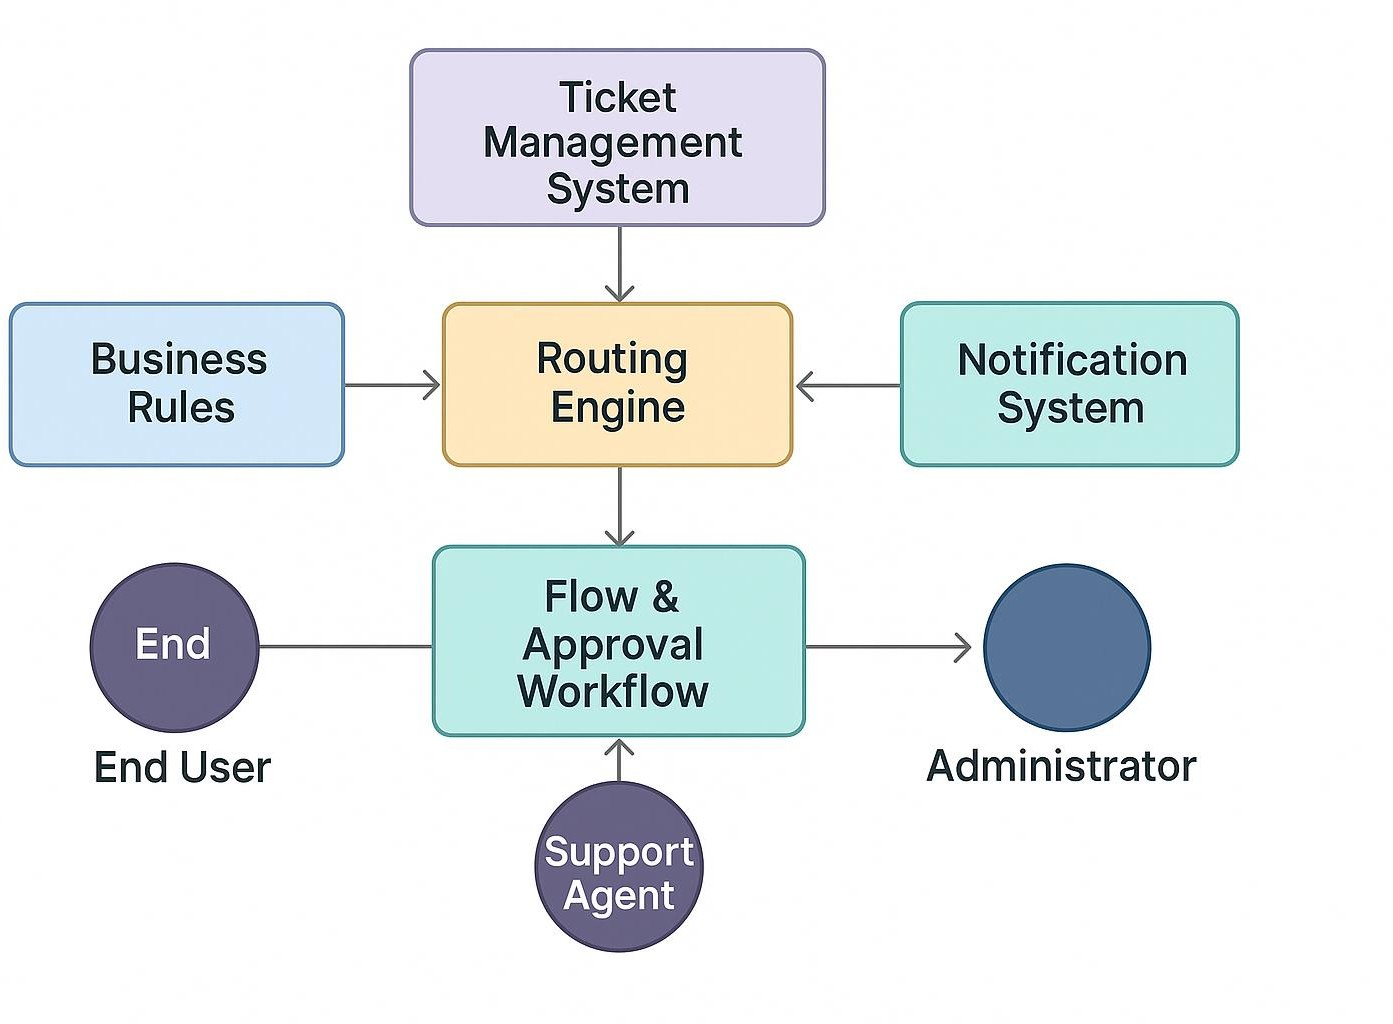 Ticket
Management
System
Business
Rules
Routing
Engine
Notification
System
Flow &
Approval
Workflow
End
End User
Administrator
Support
Agent